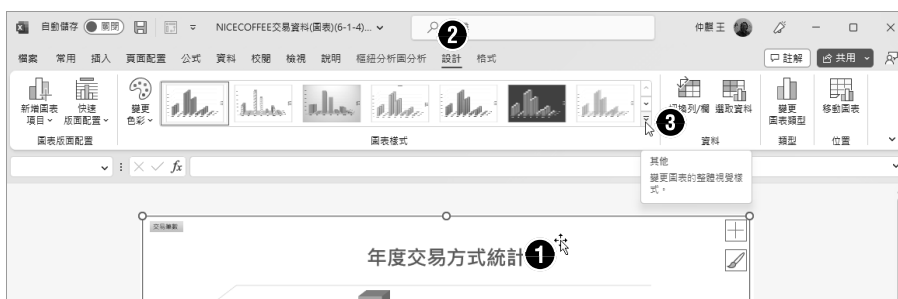 自動儲存 關閉 NICECOFFEE交易資料(圖表)(6-1-4)... 仲麒王
檔案 常用 插入 頁面配置 公式 資料 校閱 檢視 說明 樞紐分析圖分析 設計 格式 註解 共用
2
新增圖表項目 快速版面配置 變更色彩 切換列/欄 選取資料 變更圖表類型 移動圖表
3
圖表版面配置 圖表樣式 資料 類型 位置
fx
其他
變更圖表的整體視覺樣
式。
交易筆數
年度交易方式統計 1